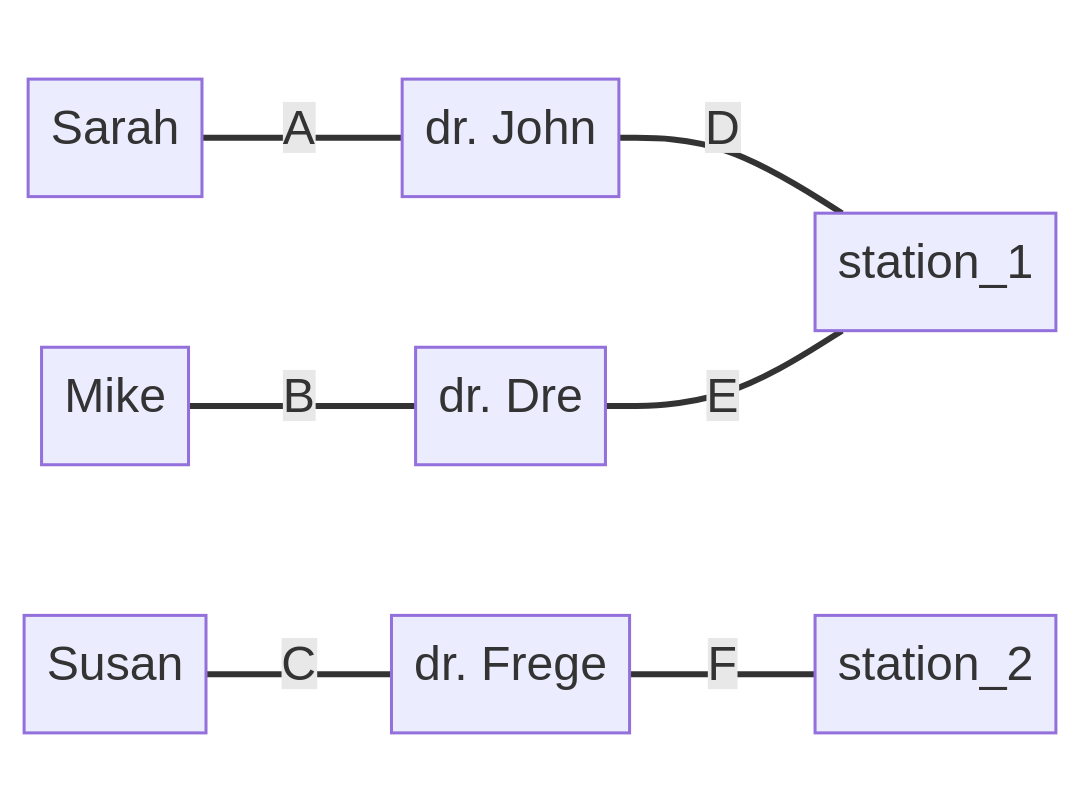 Sarah A dr. John D
station_1
Mike B dr. Dre E
Susan C dr. Frege F station_2